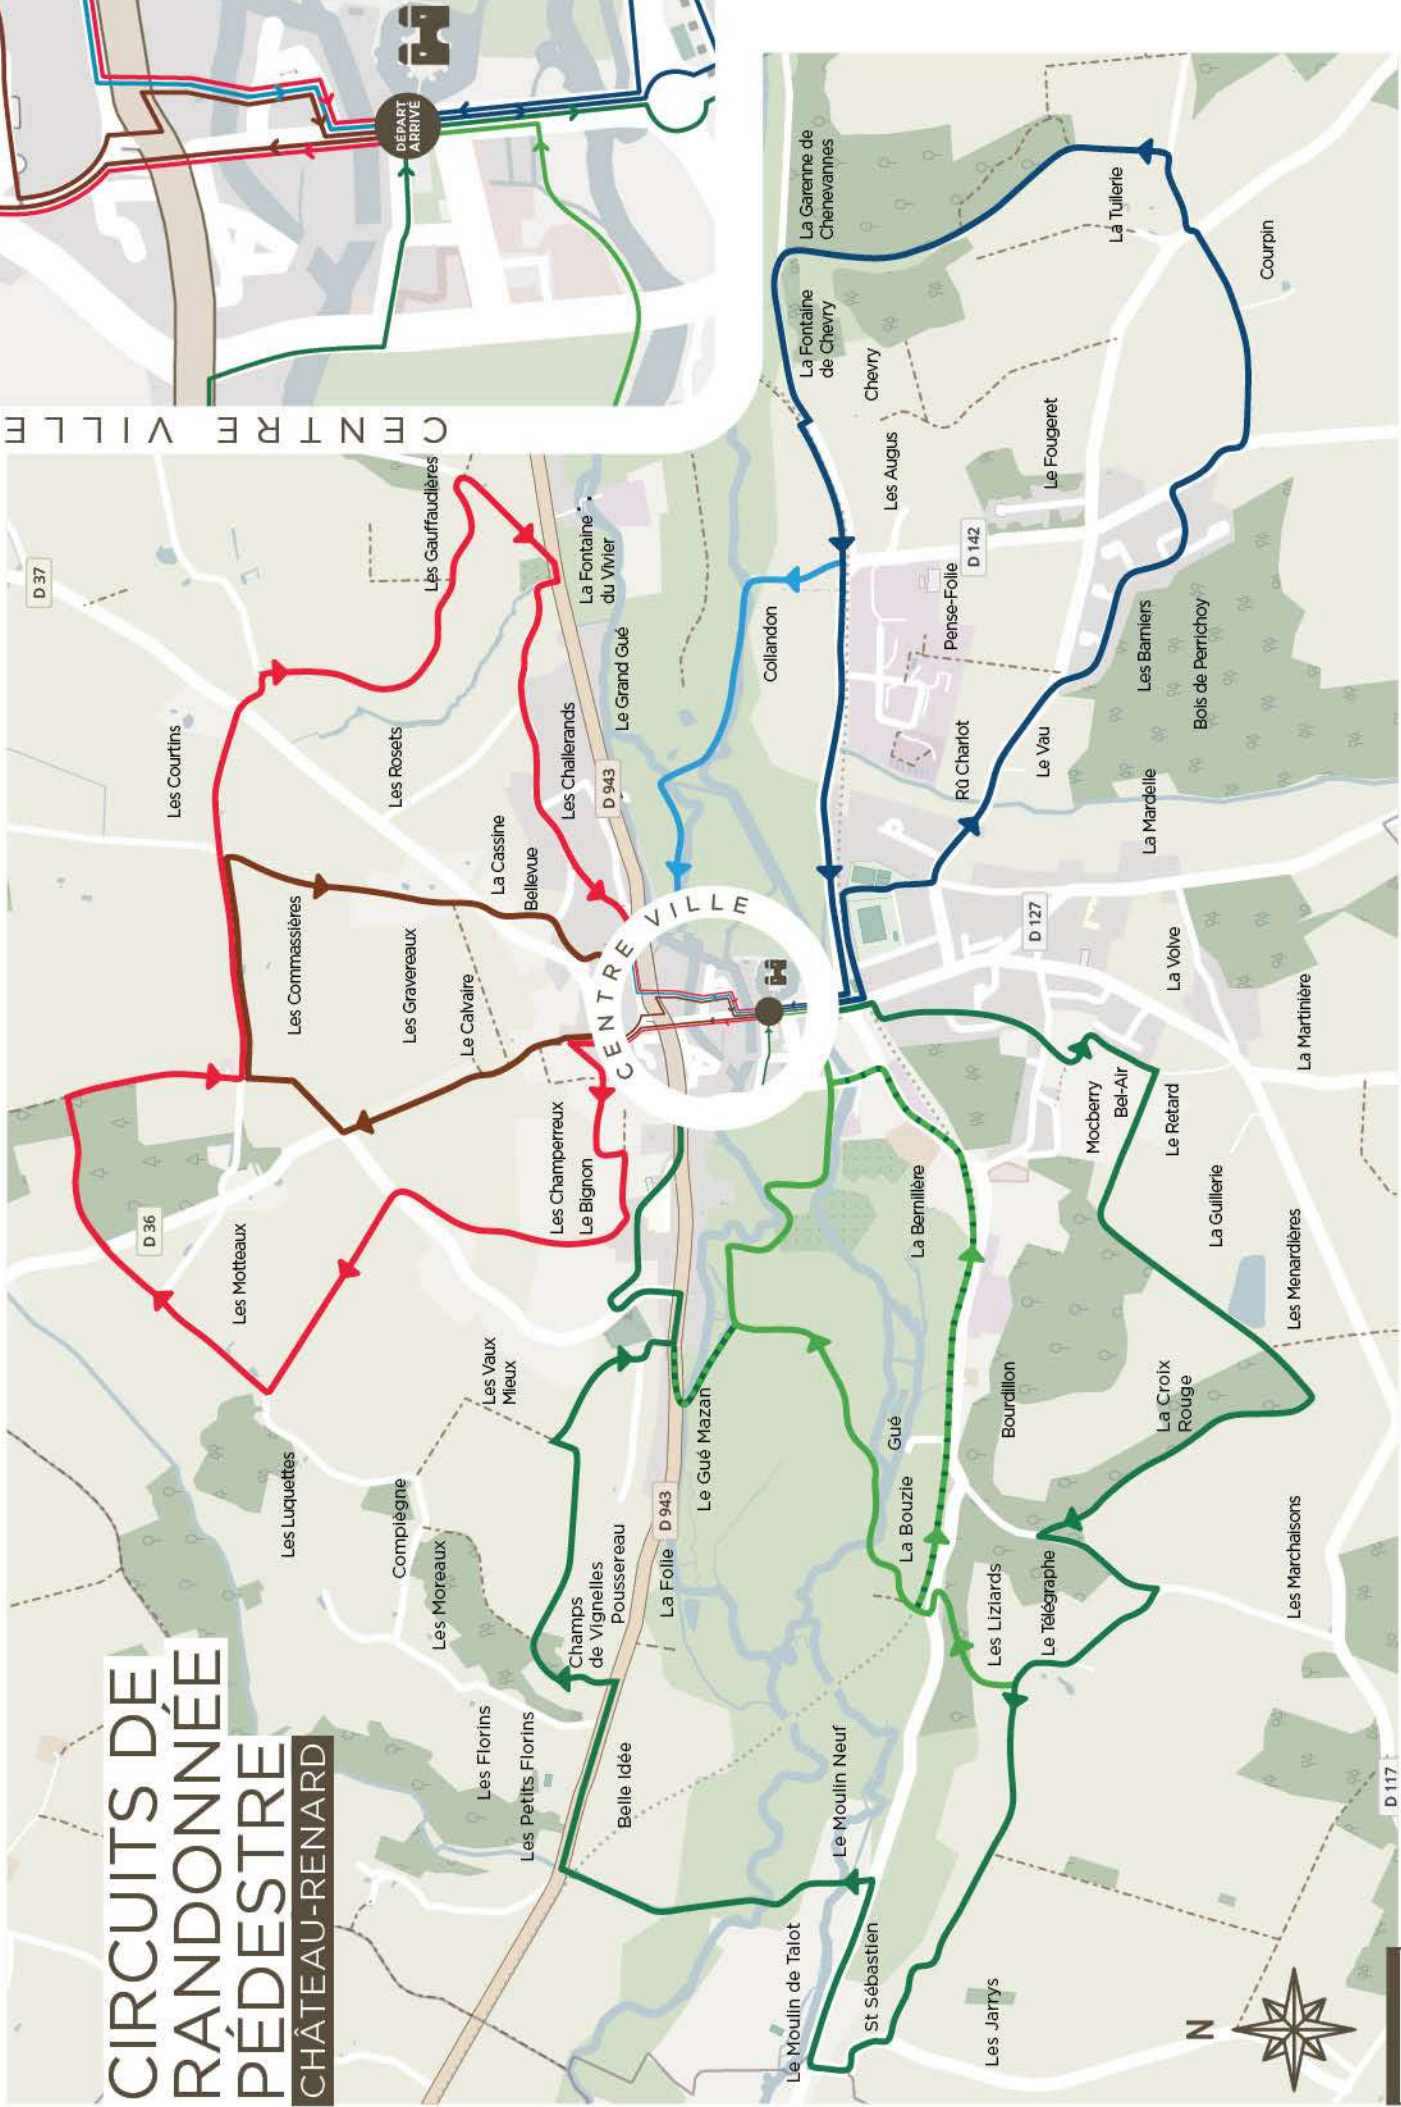 CIRCUITS DE
RANDONNÉE
PÉDESTRE
CHÂTEAU-RENARD
CENTRE VILLE
DÉPART
ARRIVÉ
D 37
Les Gauffaudières
La Fontaine
du Vivier
Les Courtins
Les Rosets
Le Grand Gué
Les Challerands
D 943
La Cassine
Bellevue
Les Commassières
Les Gravereaux
Le Calvaire
CENTRE VILLE
D 36
Les Motteaux
Les Champerreux
Le Bignon
Les Vaux
Mieux
Les Luquettes
Compiègne
Les Moreaux
Le Gué Mazan
D 943
La Folie
Poussereau
Champs
de Vignelles
Les Florins
Les Petits Florins
Belle Idée
La Garenne de
Chenevannes
La Fontaine
de Chevry
Chevry
La Tuilerie
Courpin
Les Augus
Le Fougeret
D 142
Collandon
Pense-Folie
Les Barniers
Bois de Perrichoy
Rû Charlot
Le Vau
La Mardelle
D 127
La Volve
La Martinière
Mocberry
Bel-Air
Le Retard
La Guillerie
Les Menardières
La Bernillère
Gué
Bourdillon
La Croix
Rouge
La Bouzie
Les Liziards
Le Télégraphe
Les Marchaisons
Le Moulin Neuf
Le Moulin de Talot
St Sébastien
Les Jarrys
D 117
N